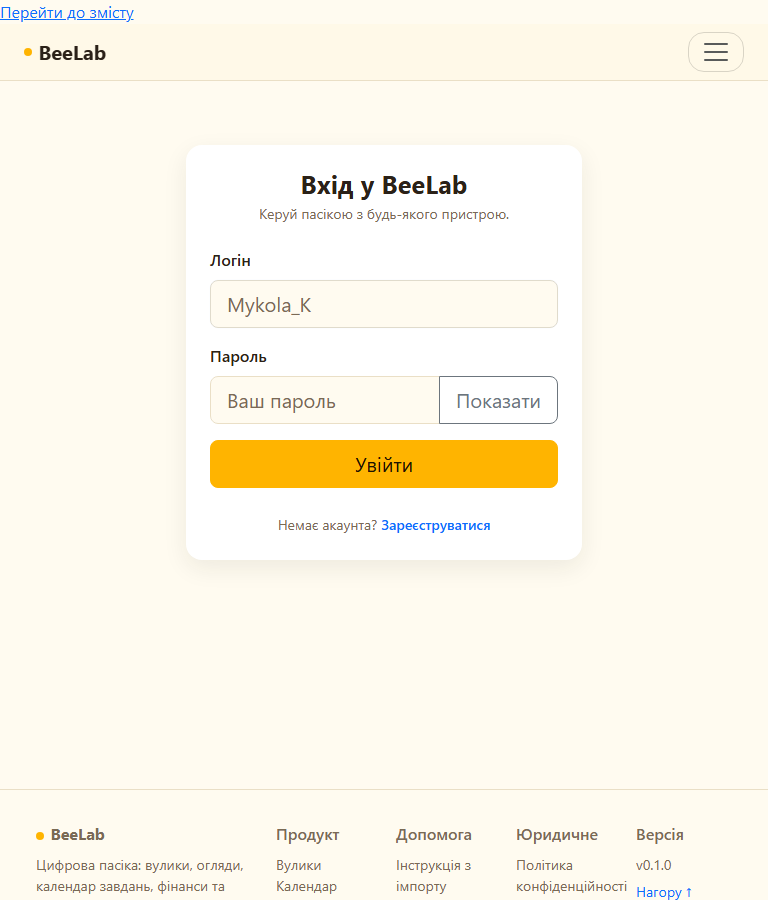 Перейти до змісту
BeeLab
Вхід у BeeLab
Керуй пасікою з будь-якого пристрою.
Логін
Mykola_K
Пароль
Ваш пароль
Показати
Увійти
Немає акаунта? Зареєструватися
BeeLab
Цифрова пасіка: вулики, огляди,
календар завдань, фінанси та
Продукт
Вулики
Календар
Допомога
Інструкція з
імпорту
Юридичне
Політика
конфіденційності
Версія
v0.1.0
Нагору ↑